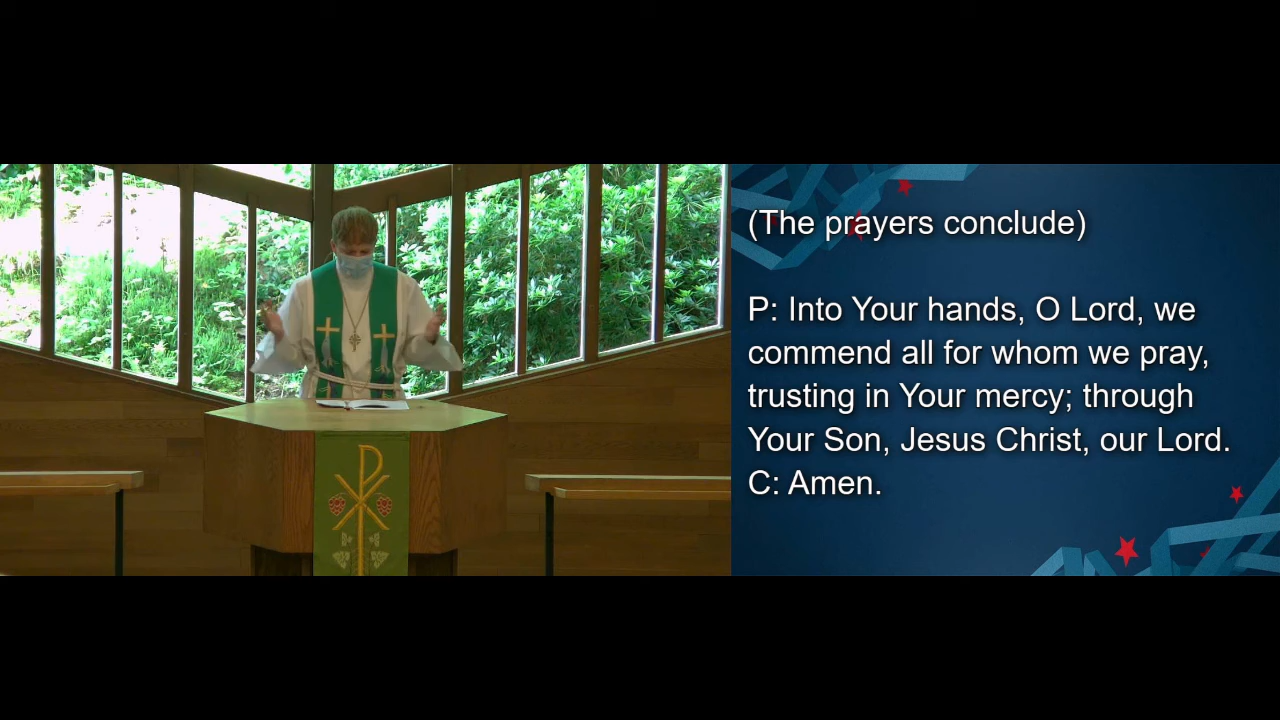 (The prayers conclude)
P: Into Your hands, O Lord, we
commend all for whom we pray,
trusting in Your mercy; through
Your Son, Jesus Christ, our Lord.
C: Amen.